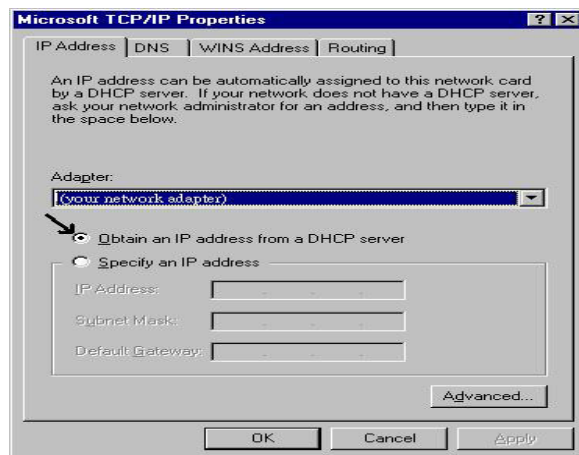 Microsoft TCP/IP Properties
IP Address DNS WINS Address Routing
An IP address can be automatically assigned to this network card
by a DHCP server. If your network does not have a DHCP server,
ask your network administrator for an address, and then type it in
the space below.
Adapter:
(your network adapter)
Obtain an IP address from a DHCP server
Specify an IP address
IP Address:
Subnet Mask:
Default Gateway:
Advanced...
OK Cancel Apply